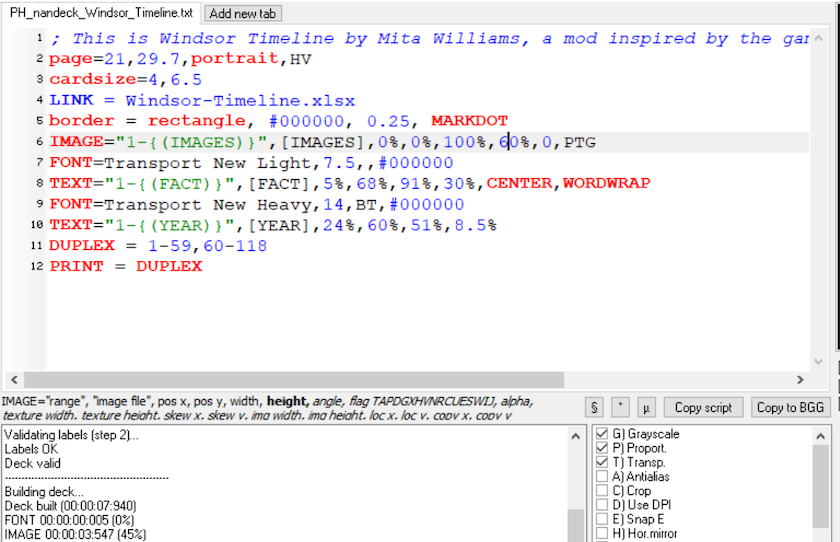 PH_nandeck_Windsor_Timeline.txt Add new tab
1 ; This is Windsor Timeline by Mita Williams, a mod inspired by the
2 page=21,29.7,portrait,HV
3 cardsize=4,6.5
4 LINK = Windsor-Timeline.xlsx
5 border = rectangle, #000000, 0.25, MARKDOT
6 IMAGE="1-{(IMAGES)}",[IMAGES],0%,0%,100%,60%,0,PTG
7 FONT=Transport New Light,7.5,,#000000
8 TEXT="1-{(FACT)}",[FACT],5%,68%,91%,30%,CENTER,WORDWRAP
9 FONT=Transport New Heavy,14,BT,#000000
10 TEXT="1-{(YEAR)}",[YEAR],24%,60%,51%,8.5%
11 DUPLEX = 1-59,60-118
12 PRINT = DUPLEX
IMAGE="range", "image file", pos x, pos y, width, height, angle, flag TAPDGXHVNRCUESWIJ, alpha,
texture width, texture height, skew x, skew y, img width, img height, loc x, loc y, copy x, copy y
§ ° µ Copy script Copy to BGG
Validating labels (step 2)...
Labels OK
Deck valid
----------------------------------------------------
Building deck...
Deck built (00:00:07:940)
FONT 00:00:00:005 (0%)
IMAGE 00:00:03:547 (45%)
G) Grayscale
P) Proport.
T) Transp.
A) Antialias
C) Crop
D) Use DPI
E) Snap E
H) Hor.mirror